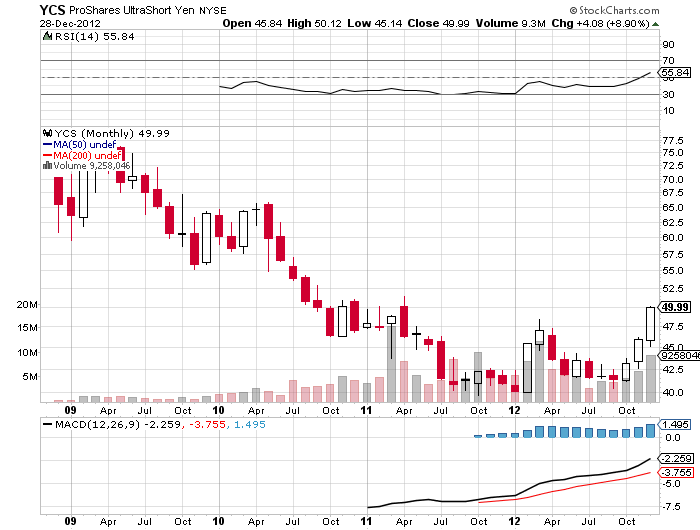 YCS ProShares UltraShort Yen NYSE © StockCharts.com
28-Dec-2012 Open 45.84 High 50.12 Low 45.14 Close 49.99 Volume 9.3M Chg +4.08 (+8.90%)
RSI(14) 55.84
90
70
55.84
50
30
10
YCS (Monthly) 49.99
MA(50) undef
MA(200) undef
Volume 9,258,046
77.5
75.0
72.5
70.0
67.5
65.0
62.5
60.0
57.5
55.0
52.5
20M
49.99
15M
47.5
10M
45.0
9258046
5M
42.5
40.0
09 Apr Jul Oct 10 Apr Jul Oct 11 Apr Jul Oct 12 Apr Jul Oct
MACD(12,26,9) -2.259, -3.755, 1.495
1.495
0.0
-2.259
-3.755
-5.0
-7.5
09 Apr Jul Oct 10 Apr Jul Oct 11 Apr Jul Oct 12 Apr Jul Oct